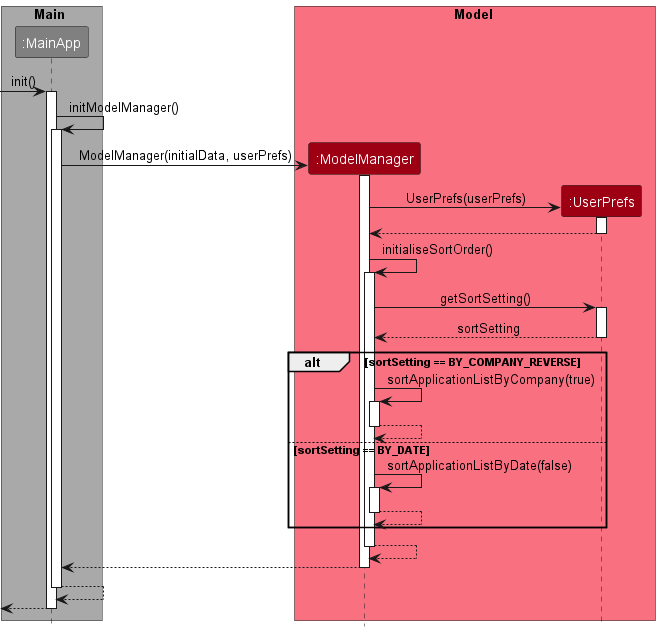 Main
Model
:MainApp
init()
initModelManager()
ModelManager(initialData, userPrefs)
:ModelManager
UserPrefs(userPrefs)
:UserPrefs
initialiseSortOrder()
getSortSetting()
sortSetting
alt
[sortSetting == BY_COMPANY_REVERSE]
sortApplicationListByCompany(true)
[sortSetting == BY_DATE]
sortApplicationListByDate(false)